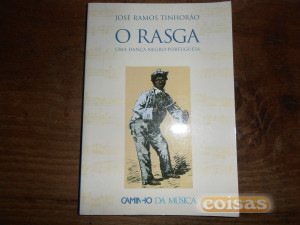 JOSÉ RAMOS TINHORÃO
O RASGA
UMA DANÇA NEGRO-PORTUGUESA
CAMINHO DA MÚSICA
coisas